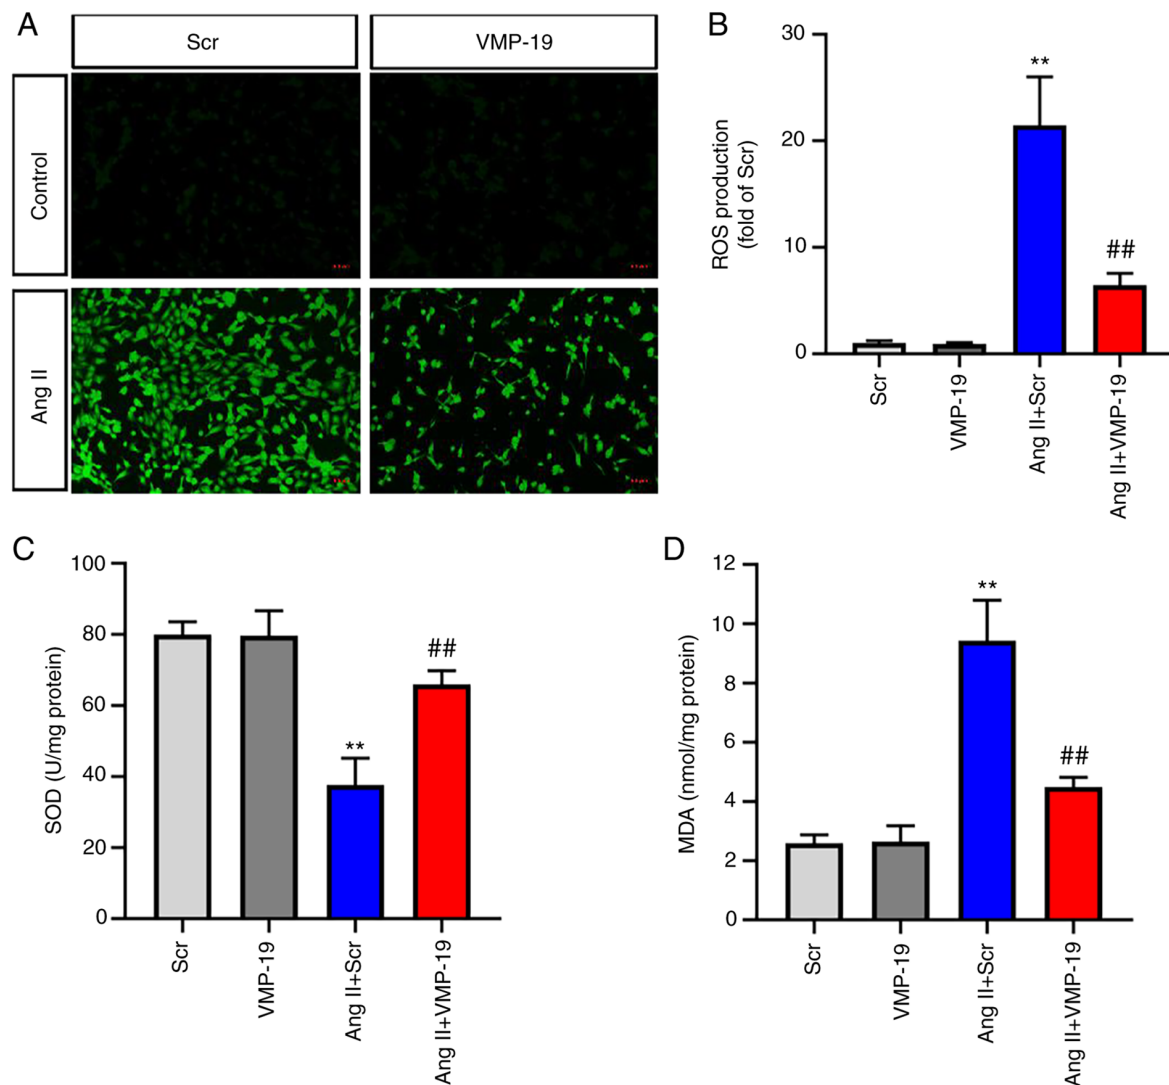 A
Scr
VMP-19
Control
Ang II
B
ROS production
(fold of Scr)
30
20
10
0
**
##
Scr
VMP-19
Ang II+Scr
Ang II+VMP-19
C
SOD (U/mg protein)
100
80
60
40
20
0
**
##
Scr
VMP-19
Ang II+Scr
Ang II+VMP-19
D
MDA (nmol/mg protein)
12
10
8
6
4
2
0
**
##
Scr
VMP-19
Ang II+Scr
Ang II+VMP-19